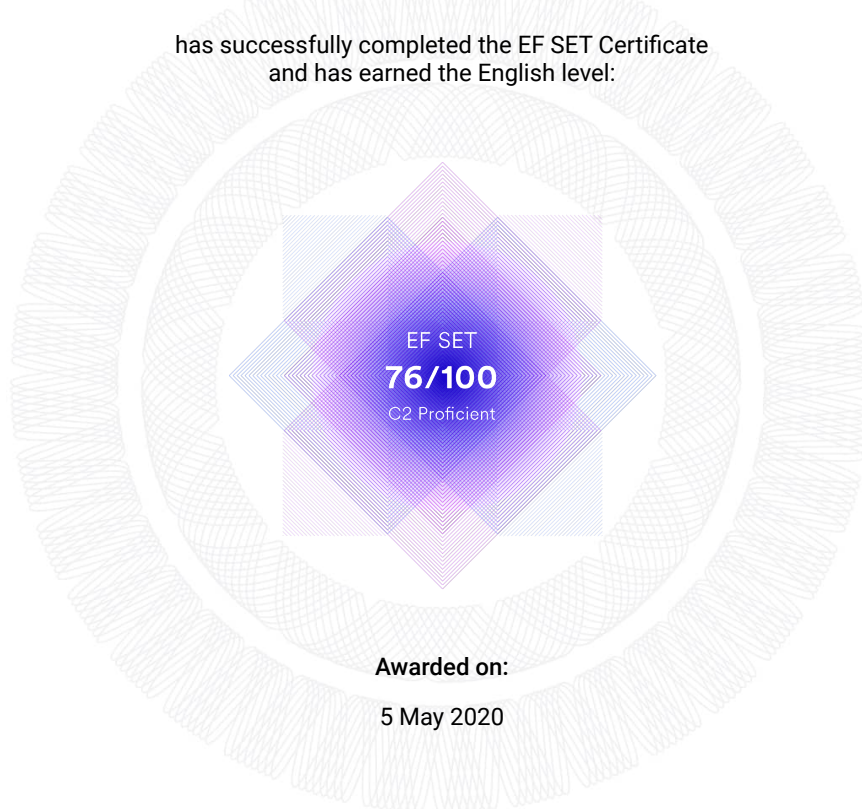 has successfully completed the EF SET Certificate
and has earned the English level:
EF SET
76/100
C2 Proficient
Awarded on:
5 May 2020